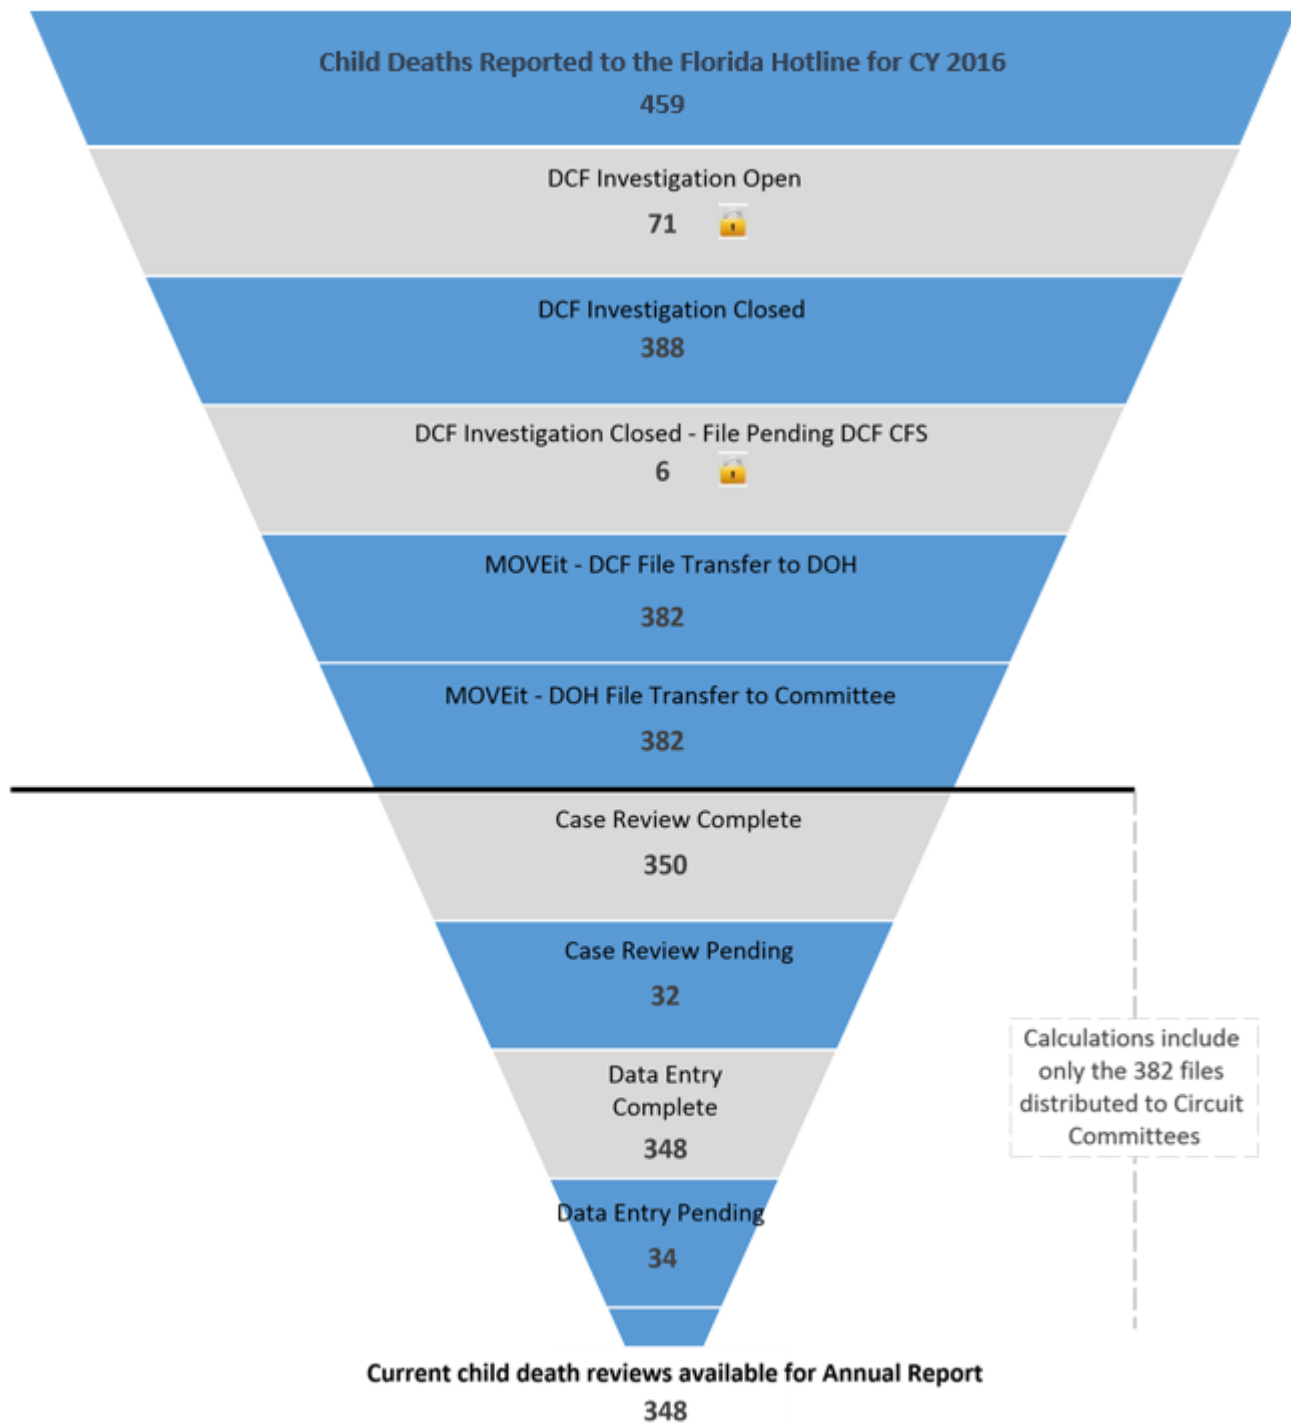 Child Deaths Reported to the Florida Hotline for CY 2016
459
DCF Investigation Open
71
DCF Investigation Closed
388
DCF Investigation Closed - File Pending DCF CFS
6
MOVEit - DCF File Transfer to DOH
382
MOVEit - DOH File Transfer to Committee
382
Case Review Complete
350
Case Review Pending
32
Data Entry
Complete
348
Data Entry Pending
34
Calculations include
only the 382 files
distributed to Circuit
Committees
Current child death reviews available for Annual Report
348